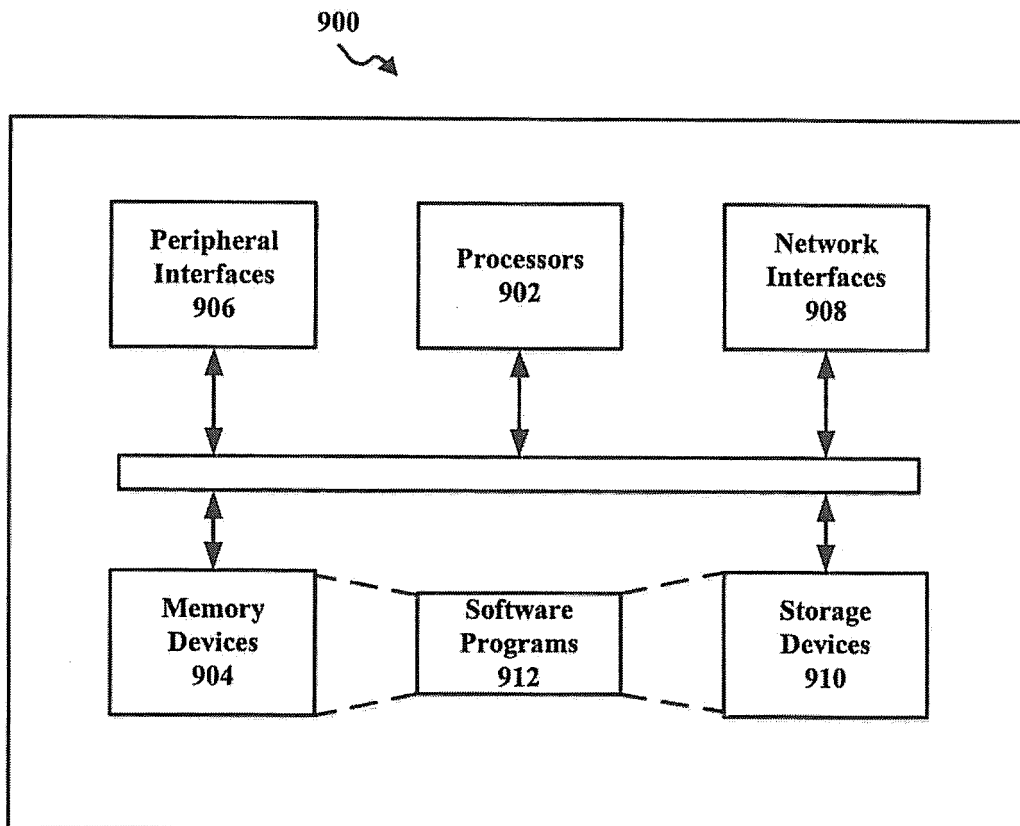 900
Peripheral
Interfaces
906
Processors
902
Network
Interfaces
908
Memory
Devices
904
Software
Programs
912
Storage
Devices
910